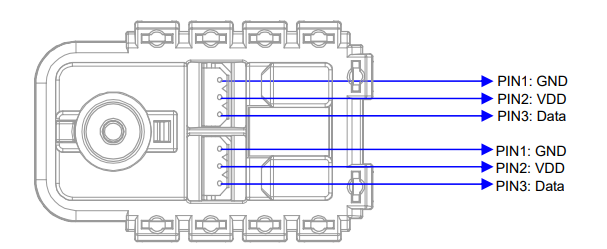 PIN1: GND
PIN2: VDD
PIN3: Data
PIN1: GND
PIN2: VDD
PIN3: Data